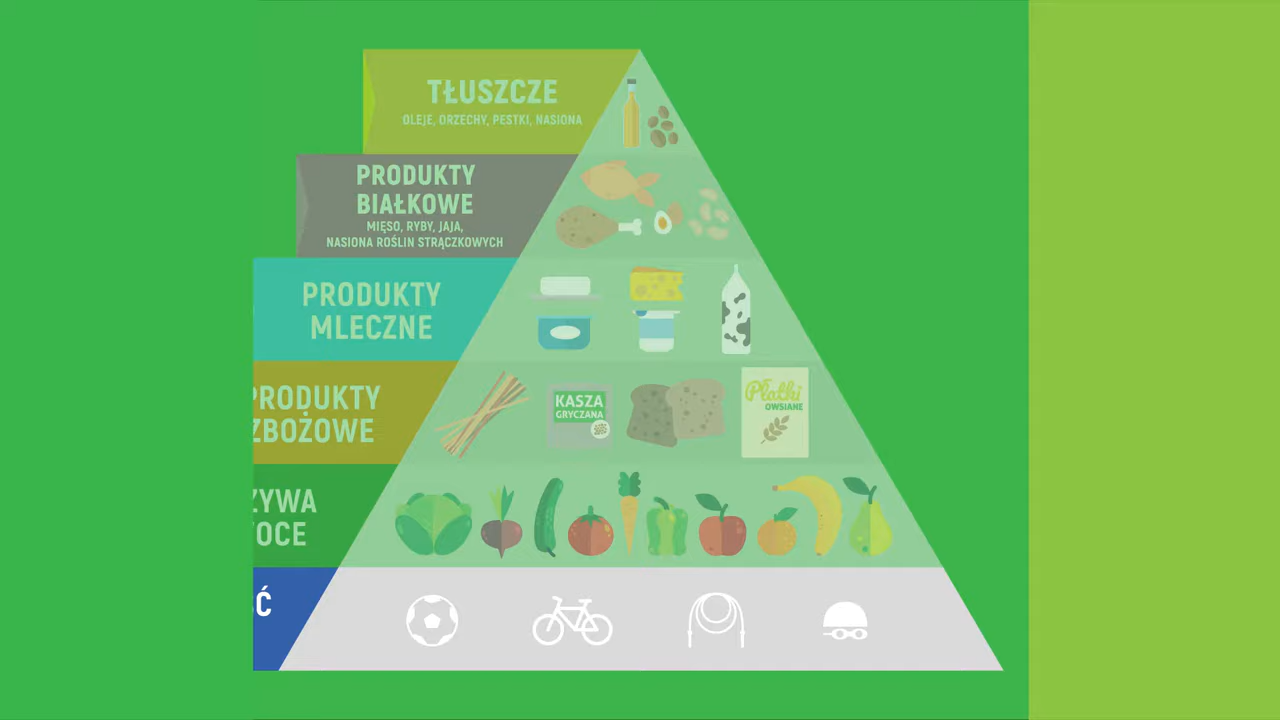 TŁUSZCZE
OLEJE, ORZECHY, PESTKI, NASIONA
PRODUKTY
BIAŁKOWE
MIĘSO, RYBY, JAJA,
NASIONA ROŚLIN STRĄCZKOWYCH
PRODUKTY
MLECZNE
PRODUKTY
ZBOŻOWE
KASZA
GRYCZANA
Płatki
OWSIANE